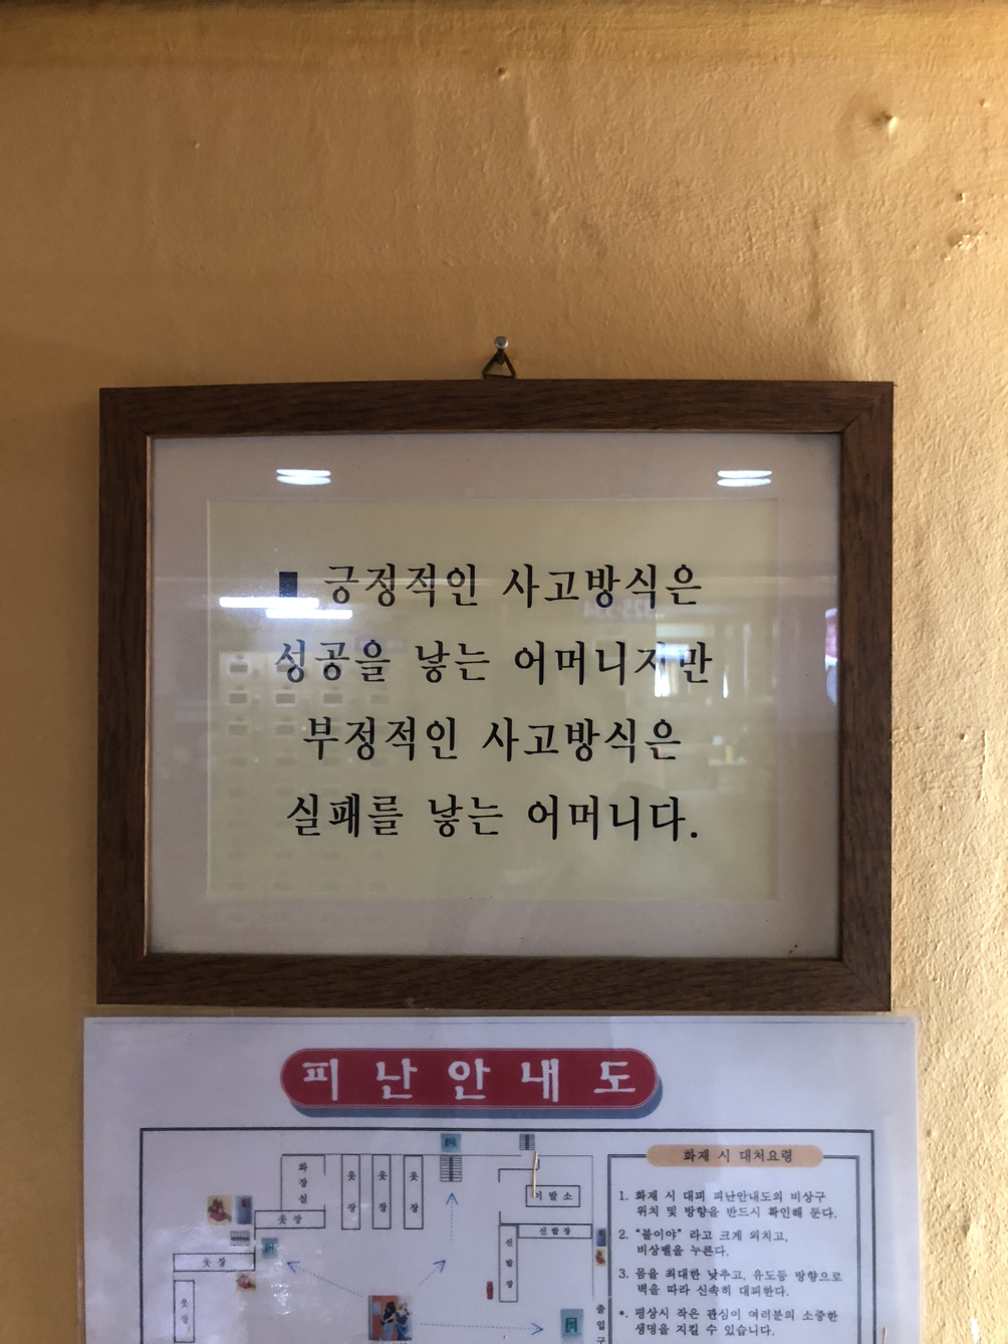 ■ 긍정적인 사고방식은
성공을 낳는 어머니지만
부정적인 사고방식은
실패를 낳는 어머니다.
피난안내도
화장실
옷장
옷장
옷장
이발소
옷장
신발장
신발장
옷장
옷장
출입구
화재 시 대처요령
1. 화재 시 대피 피난안내도의 비상구
위치 및 방향을 반드시 확인해 둔다.
2. "불이야" 라고 크게 외치고,
비상벨을 누른다.
3. 몸을 최대한 낮추고, 유도등 방향으로
벽을 따라 신속히 대피한다.
*. 평상시 작은 관심이 여러분의 소중한
생명을 지킬 수 있습니다.